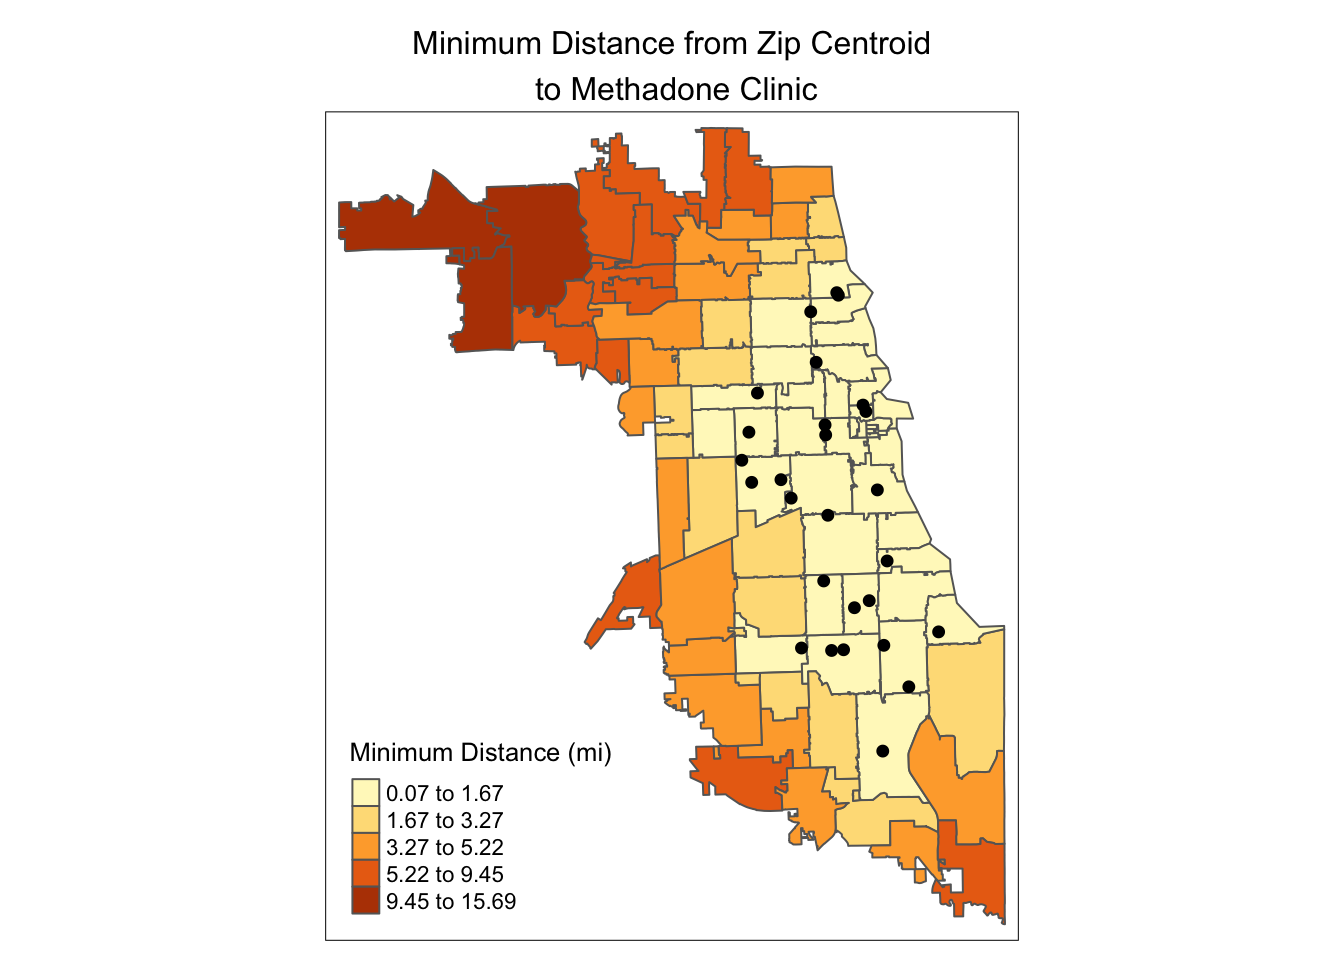 Minimum Distance from Zip Centroid
to Methadone Clinic
Minimum Distance (mi)
0.07 to 1.67
1.67 to 3.27
3.27 to 5.22
5.22 to 9.45
9.45 to 15.69